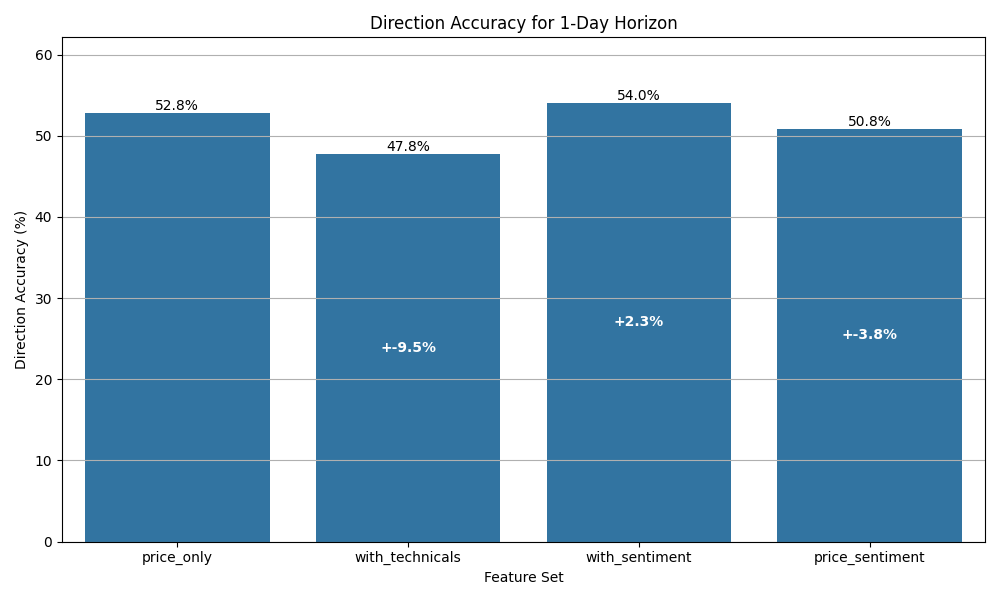 Direction Accuracy for 1-Day Horizon
Direction Accuracy (%)
60
50
40
30
20
10
0
52.8%
47.8%
54.0%
50.8%
+-9.5%
+2.3%
+-3.8%
price_only
with_technicals
with_sentiment
price_sentiment
Feature Set